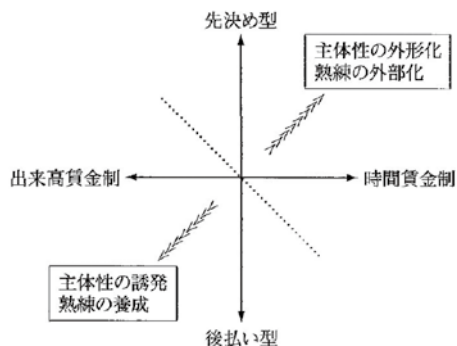 先決め型
主体性の外形化
熟練の外部化
出来高賃金制
時間賃金制
主体性の誘発
熟練の養成
後払い型